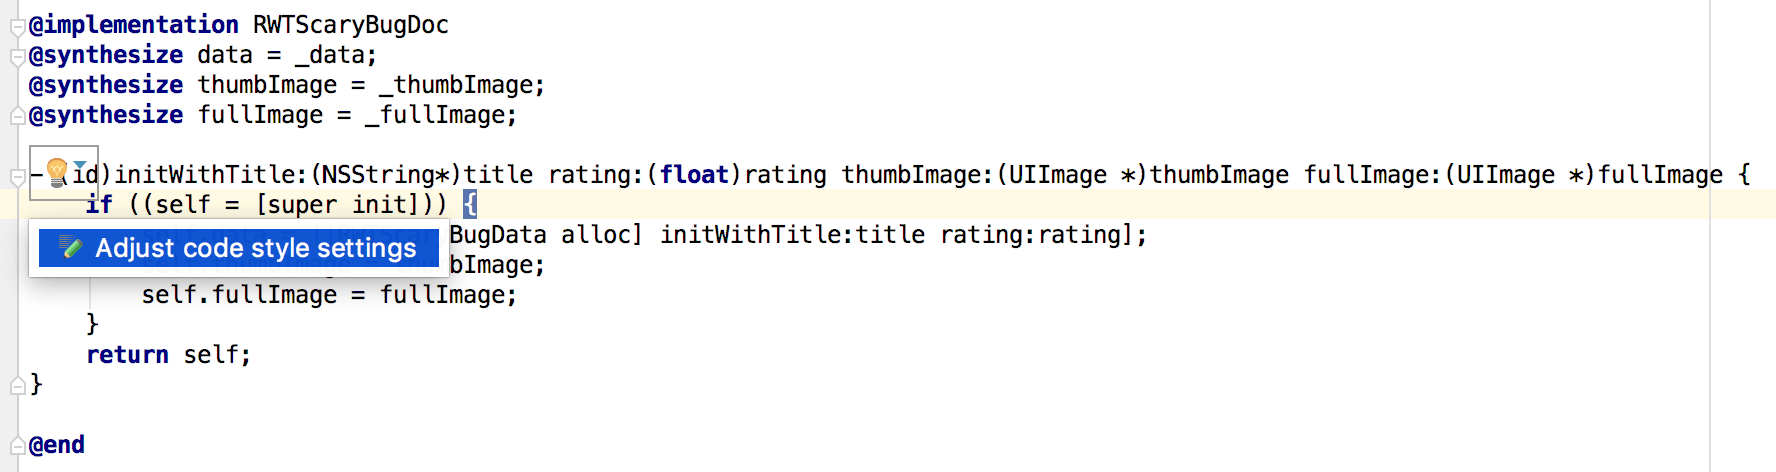 @implementation RWTScaryBugDoc
@synthesize data = _data;
@synthesize thumbImage = _thumbImage;
@synthesize fullImage = _fullImage;
- (id)initWithTitle:(NSString*)title rating:(float)rating thumbImage:(UIImage *)thumbImage fullImage:(UIImage *)fullImage {
if ((self = [super init])) {
Adjust code style settings
BugData alloc] initWithTitle:title rating:rating];
bImage;
self.fullImage = fullImage;
}
return self;
}
@end